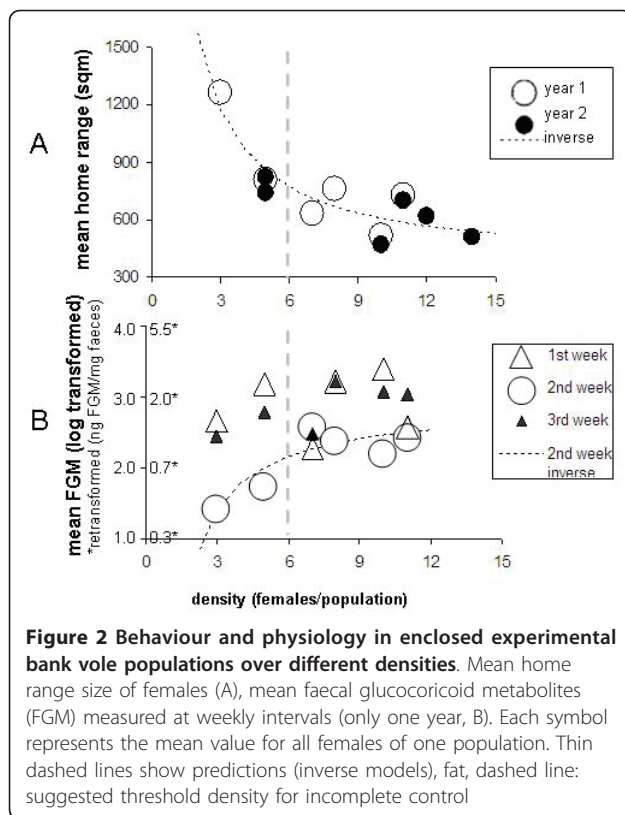 1500
1200
900
600
300
mean home range (sqm)
A
0 3 6 9 12 15
year 1
year 2
inverse
4.0 5.5*
3.0 2.0*
2.0 0.7*
1.0 0.3*
mean FGM (log transformed)
*retransformed (ng FGM/mg faeces)
B
0 3 6 9 12 15
density (females/population)
1st week
2nd week
3rd week
2nd week
inverse
Figure 2 Behaviour and physiology in enclosed experimental
bank vole populations over different densities. Mean home
range size of females (A), mean faecal glucocoricoid metabolites
(FGM) measured at weekly intervals (only one year, B). Each symbol
represents the mean value for all females of one population. Thin
dashed lines show predictions (inverse models), fat, dashed line:
suggested threshold density for incomplete control